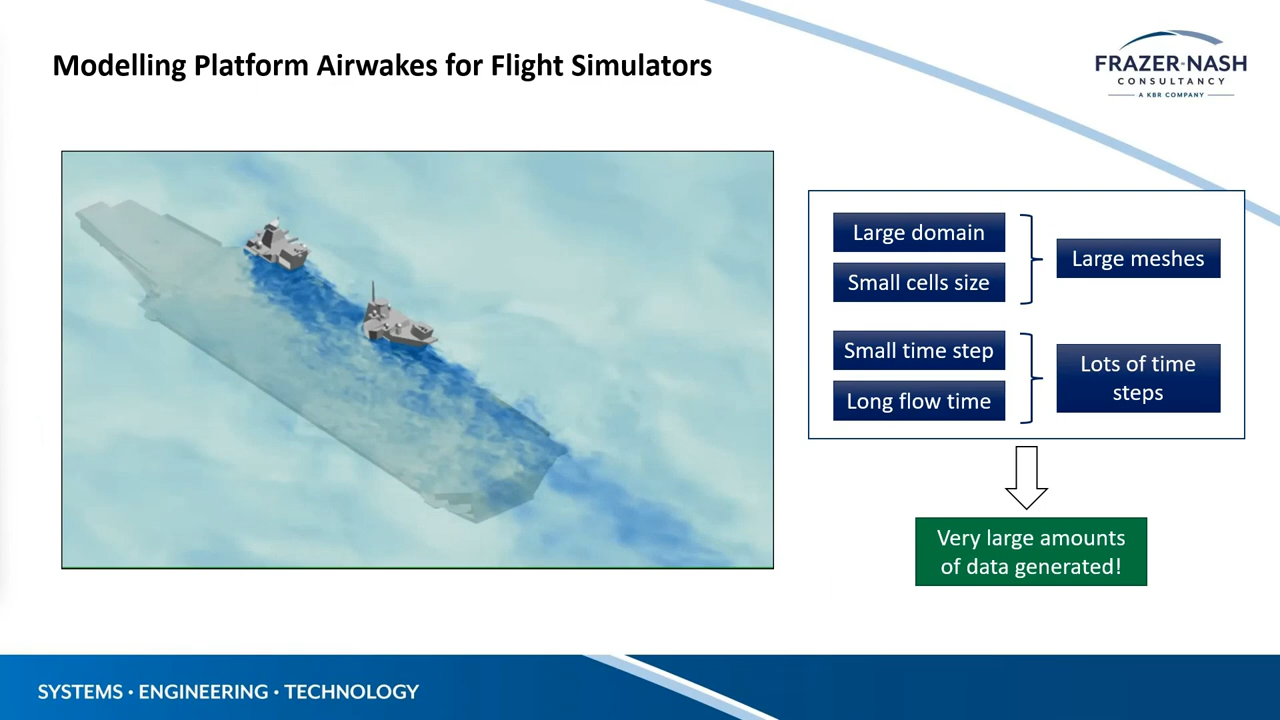 Modelling Platform Airwakes for Flight Simulators
FRAZER-NASH
CONSULTANCY
A KBR COMPANY
Large domain
Small cells size
Large meshes
Small time step
Long flow time
Lots of time
steps
Very large amounts
of data generated!
SYSTEMS · ENGINEERING · TECHNOLOGY